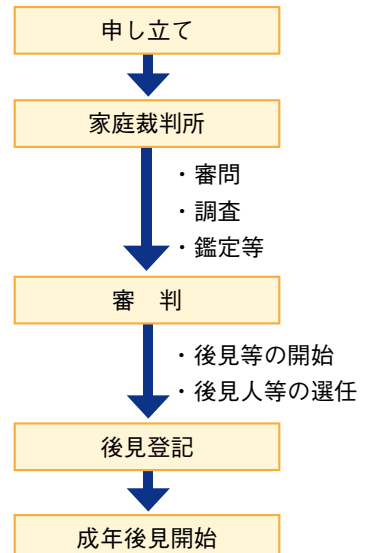 申し立て
家庭裁判所
・審問
・調査
・鑑定等
審　判
・後見等の開始
・後見人等の選任
後見登記
成年後見開始